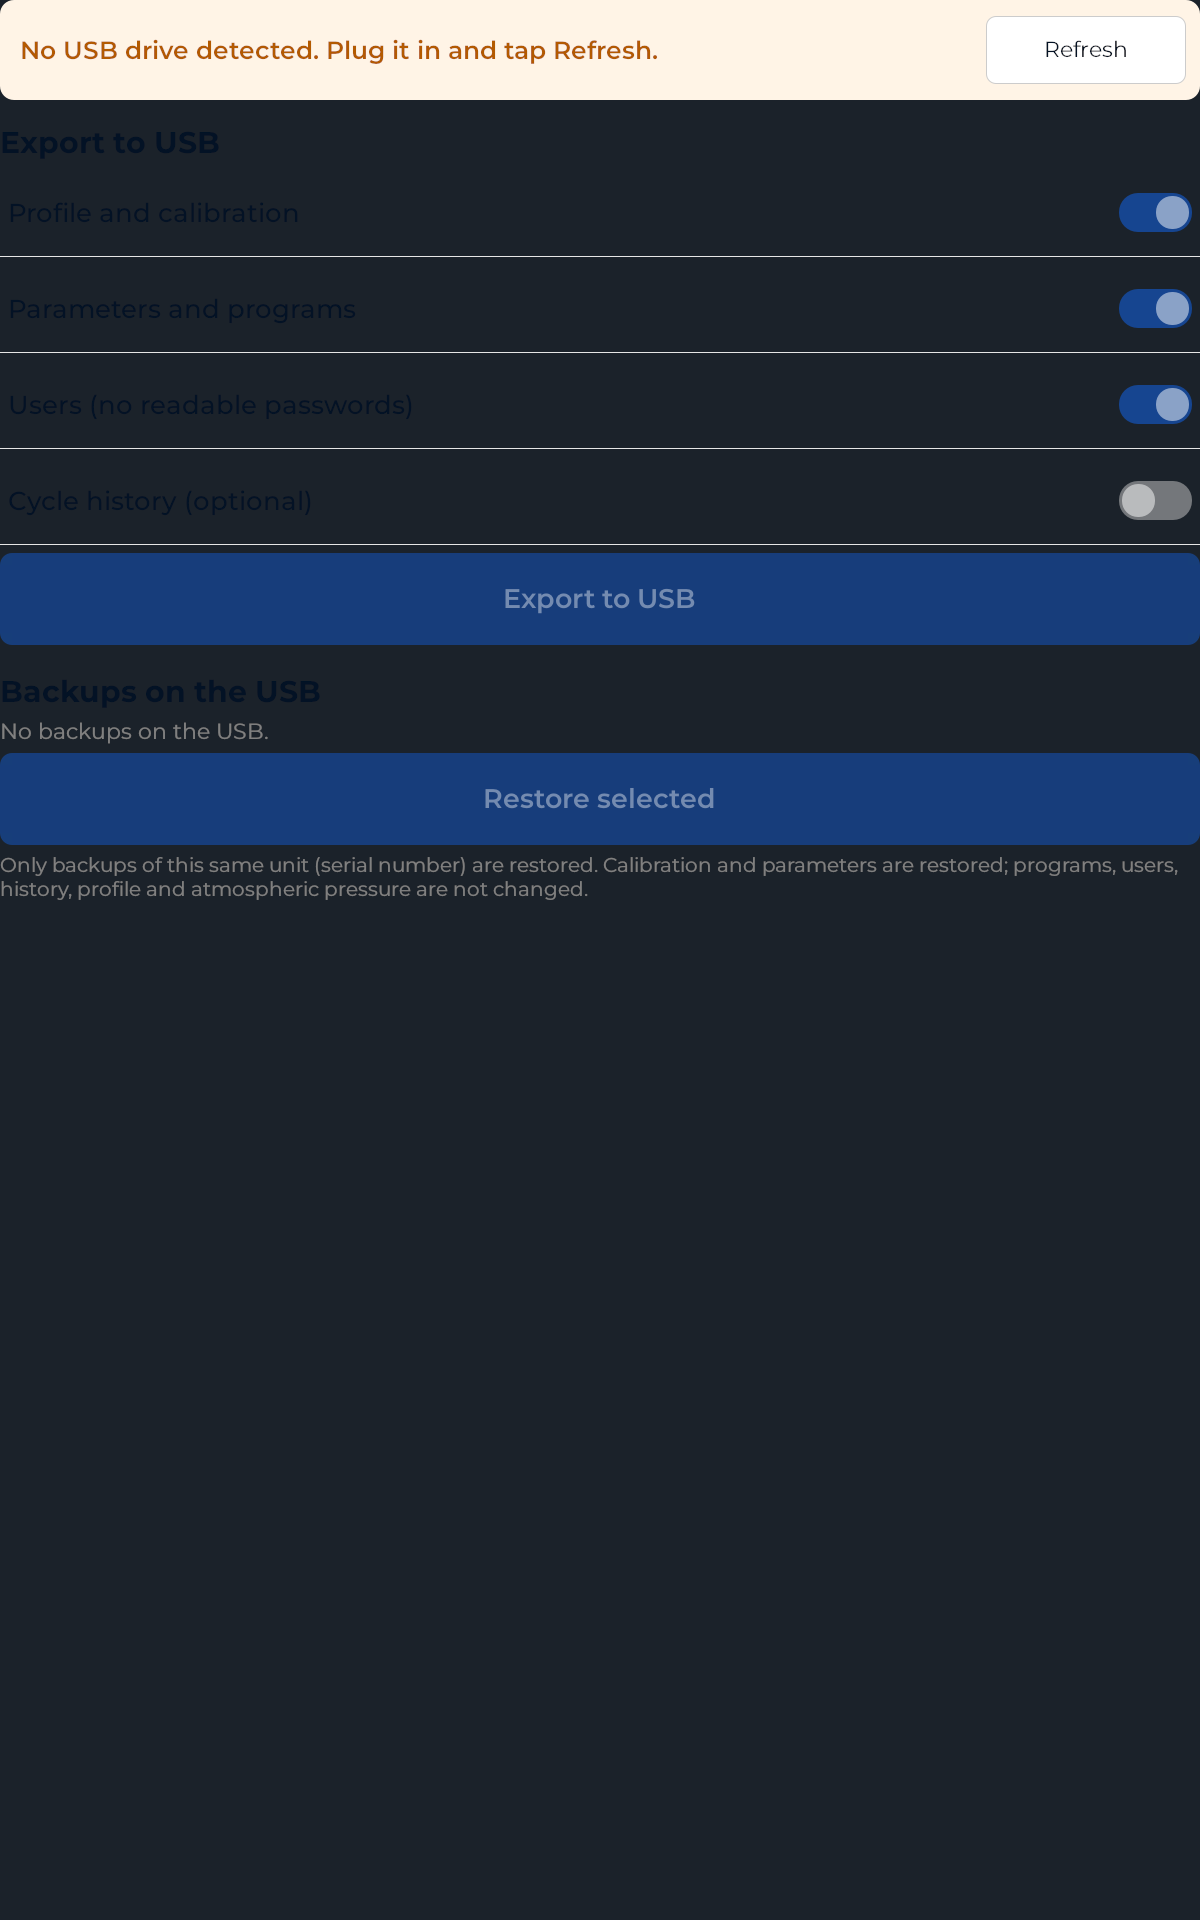 No USB drive detected. Plug it in and tap Refresh.
Refresh
Export to USB
Profile and calibration
Parameters and programs
Users (no readable passwords)
Cycle history (optional)
Export to USB
Backups on the USB
No backups on the USB.
Restore selected
Only backups of this same unit (serial number) are restored. Calibration and parameters are restored; programs, users,
history, profile and atmospheric pressure are not changed.